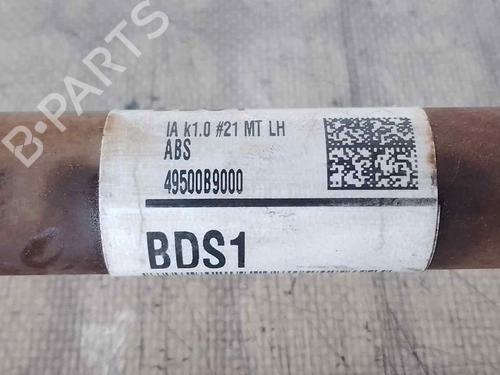 B-PARTS
IA k1.0 #21 MT LH
ABS
49500B9000
BDS1